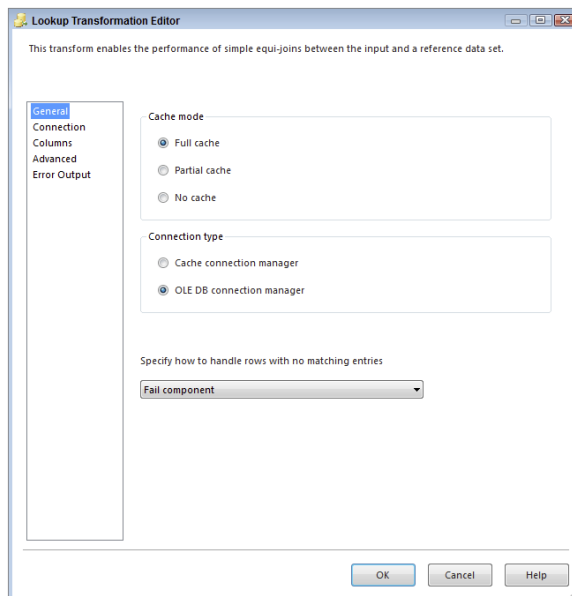 Lookup Transformation Editor
This transform enables the performance of simple equi-joins between the input and a reference data set.
General
Connection
Columns
Advanced
Error Output
Cache mode
Full cache
Partial cache
No cache
Connection type
Cache connection manager
OLE DB connection manager
Specify how to handle rows with no matching entries
Fail component
OK
Cancel
Help